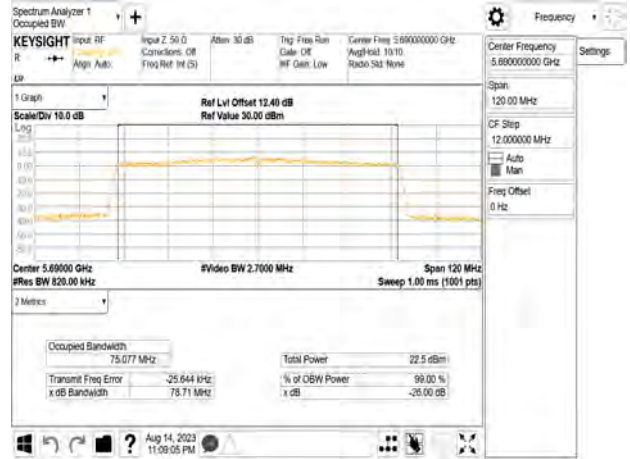 Spectrum Analyzer 1
Occupied BW
Frequency
KEYSIGHT
Input: RF
Input Z: 50 Ω
Atten: 30 dB
Trig: Free Run
Center Freq: 5.690000000 GHz
R
Corrections: Off
Gate: Off
Avg|Hold: 10/10
Align: Auto
Freq Ref: Int (S)
#IF Gain: Low
Radio Std: None
Center Frequency
5.690000000 GHz
Settings
Span
120.00 MHz
CF Step
12.000000 MHz
Auto
Man
Freq Offset
0 Hz
1 Graph
Scale/Div 10.0 dB
Ref Lvl Offset 12.40 dB
Ref Value 30.00 dBm
Log
Center 5.69000 GHz
#Video BW 2.7000 MHz
Span 120 MHz
#Res BW 820.00 kHz
Sweep 1.00 ms (1001 pts)
2 Metrics
Occupied Bandwidth
75.077 MHz
Total Power
22.5 dBm
Transmit Freq Error
-25.644 kHz
% of OBW Power
99.00 %
x dB Bandwidth
78.71 MHz
x dB
-26.00 dB
?
Aug 14, 2023
11:09:05 PM